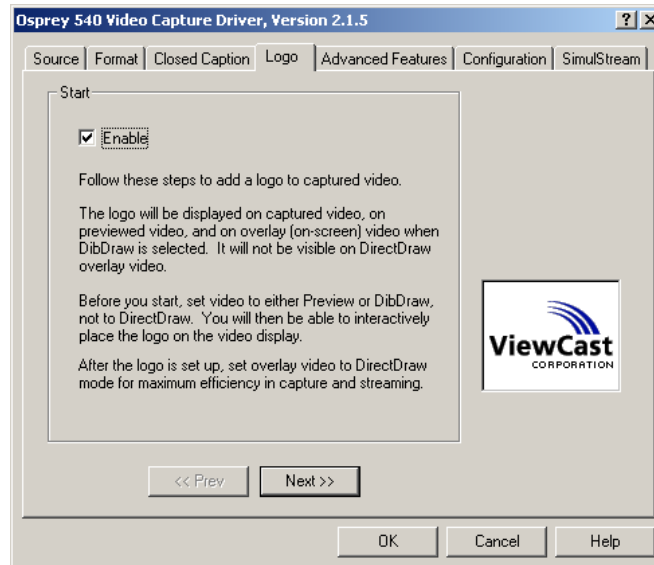 Osprey 540 Video Capture Driver, Version 2.1.5
Source Format Closed Caption Logo Advanced Features Configuration SimulStream
Start
Enable
Follow these steps to add a logo to captured video.
The logo will be displayed on captured video, on
previewed video, and on overlay (on-screen) video when
DibDraw is selected. It will not be visible on DirectDraw
overlay video.
Before you start, set video to either Preview or DibDraw,
not to DirectDraw. You will then be able to interactively
place the logo on the video display.
After the logo is set up, set overlay video to DirectDraw
mode for maximum efficiency in capture and streaming.
ViewCast
CORPORATION
<< Prev Next >>
OK Cancel Help